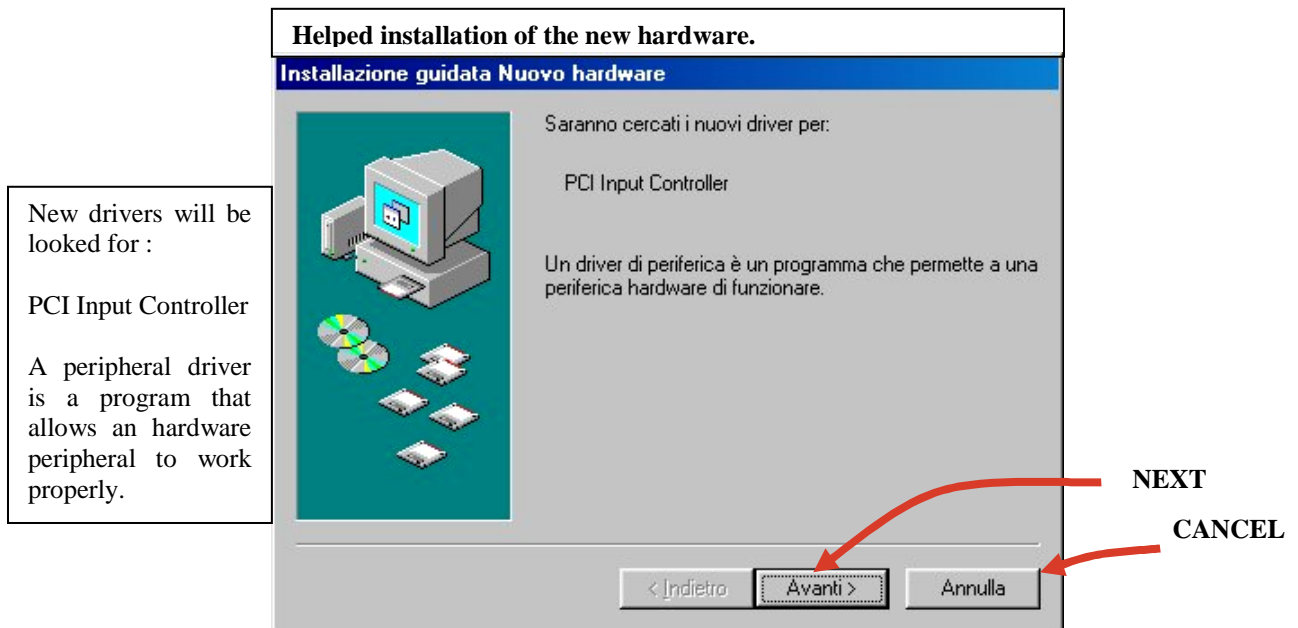 Helped installation of the new hardware.
Installazione guidata Nuovo hardware
Saranno cercati i nuovi driver per:
PCI Input Controller
Un driver di periferica è un programma che permette a una
periferica hardware di funzionare.
New drivers will be
looked for :
PCI Input Controller
A peripheral driver
is a program that
allows an hardware
peripheral to work
properly.
NEXT
CANCEL
< Indietro
Avanti >
Annulla